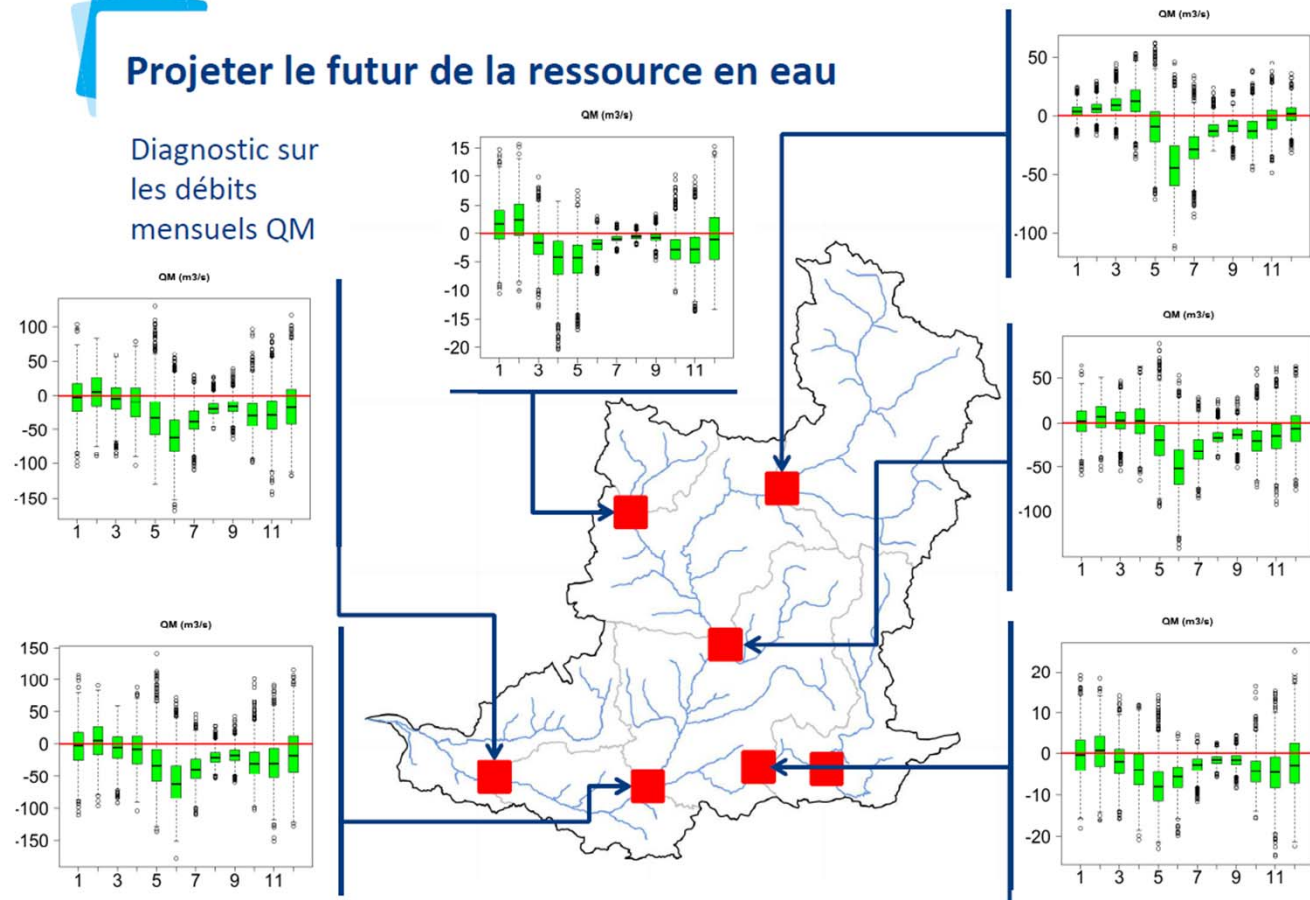 Projeter le futur de la ressource en eau
Diagnostic sur
les débits
mensuels QM
QM (m3/s)
15
10
5
0
-5
-10
-15
-20
1 3 5 7 9 11
QM (m3/s)
50
0
-50
-100
1 3 5 7 9 11
QM (m3/s)
100
50
0
-50
-100
-150
1 3 5 7 9 11
QM (m3/s)
50
0
-50
-100
1 3 5 7 9 11
QM (m3/s)
150
100
50
0
-50
-100
-150
1 3 5 7 9 11
QM (m3/s)
20
10
0
-10
-20
1 3 5 7 9 11